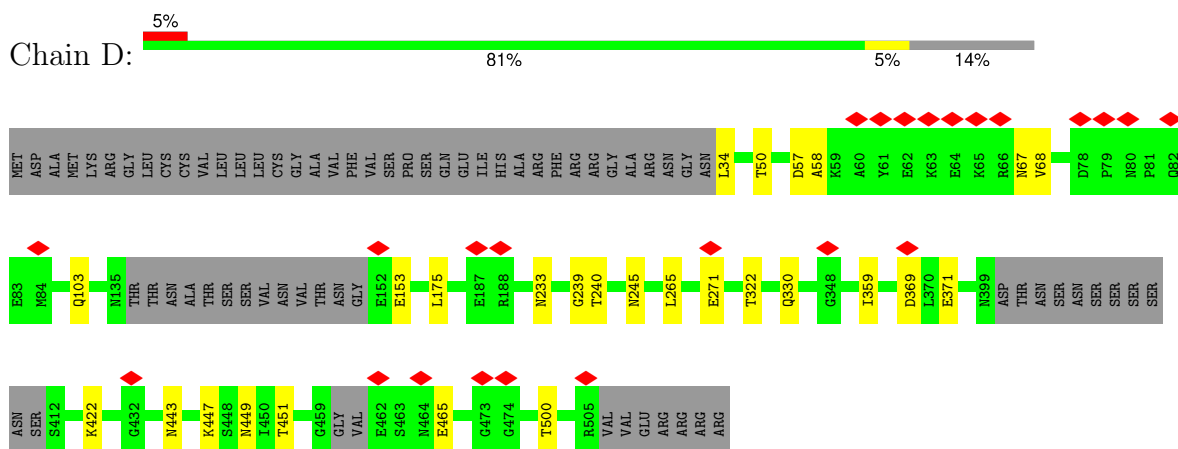 5%
Chain D:
81% 5% 14%
MET ASP ALA MET LYS ARG GLY LEU CYS CYS VAL LEU LEU LEU LEU CYS GLY ALA VAL PHE VAL SER PRO SER GLN GLU ILE HIS ALA ARG PHE ARG ARG GLY ALA ARG ASN GLY ASN L34 T50 D57 A58 K59 A60 Y61 E62 K63 E64 K65 R66 N67 V68 D78 P79 N80 P81 Q82
E83 M84 Q103 N135 THR THR ASN ALA THR SER SER VAL ASN VAL THR ASN GLY E152 E153 L175 E187 R188 N233 G239 T240 N245 L265 E271 T322 Q330 G348 I359 D369 L370 E371 N399 ASP THR ASN SER ASN SER SER SER SER
ASN SER S412 K422 G432 N443 K447 S448 N449 I450 T451 G459 GLY VAL E462 S463 N464 E465 G473 G474 T500 R505 VAL VAL GLU ARG ARG ARG ARG